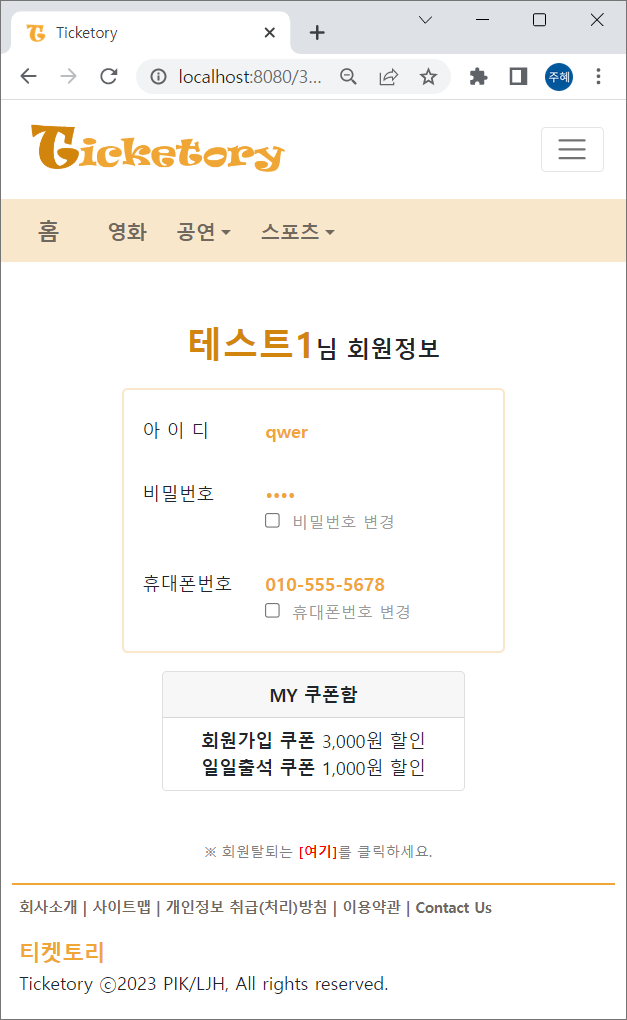 Ticketory
localhost:8080/3...
주혜
Ticketory
홈 영화 공연 스포츠
테스트1님 회원정보
아 이 디 qwer
비밀번호 ••••
비밀번호 변경
휴대폰번호 010-555-5678
휴대폰번호 변경
MY 쿠폰함
회원가입 쿠폰 3,000원 할인
일일출석 쿠폰 1,000원 할인
※ 회원탈퇴는 [여기]를 클릭하세요.
회사소개 | 사이트맵 | 개인정보 취급(처리)방침 | 이용약관 | Contact Us
티켓토리
Ticketory ⓒ2023 PIK/LJH, All rights reserved.